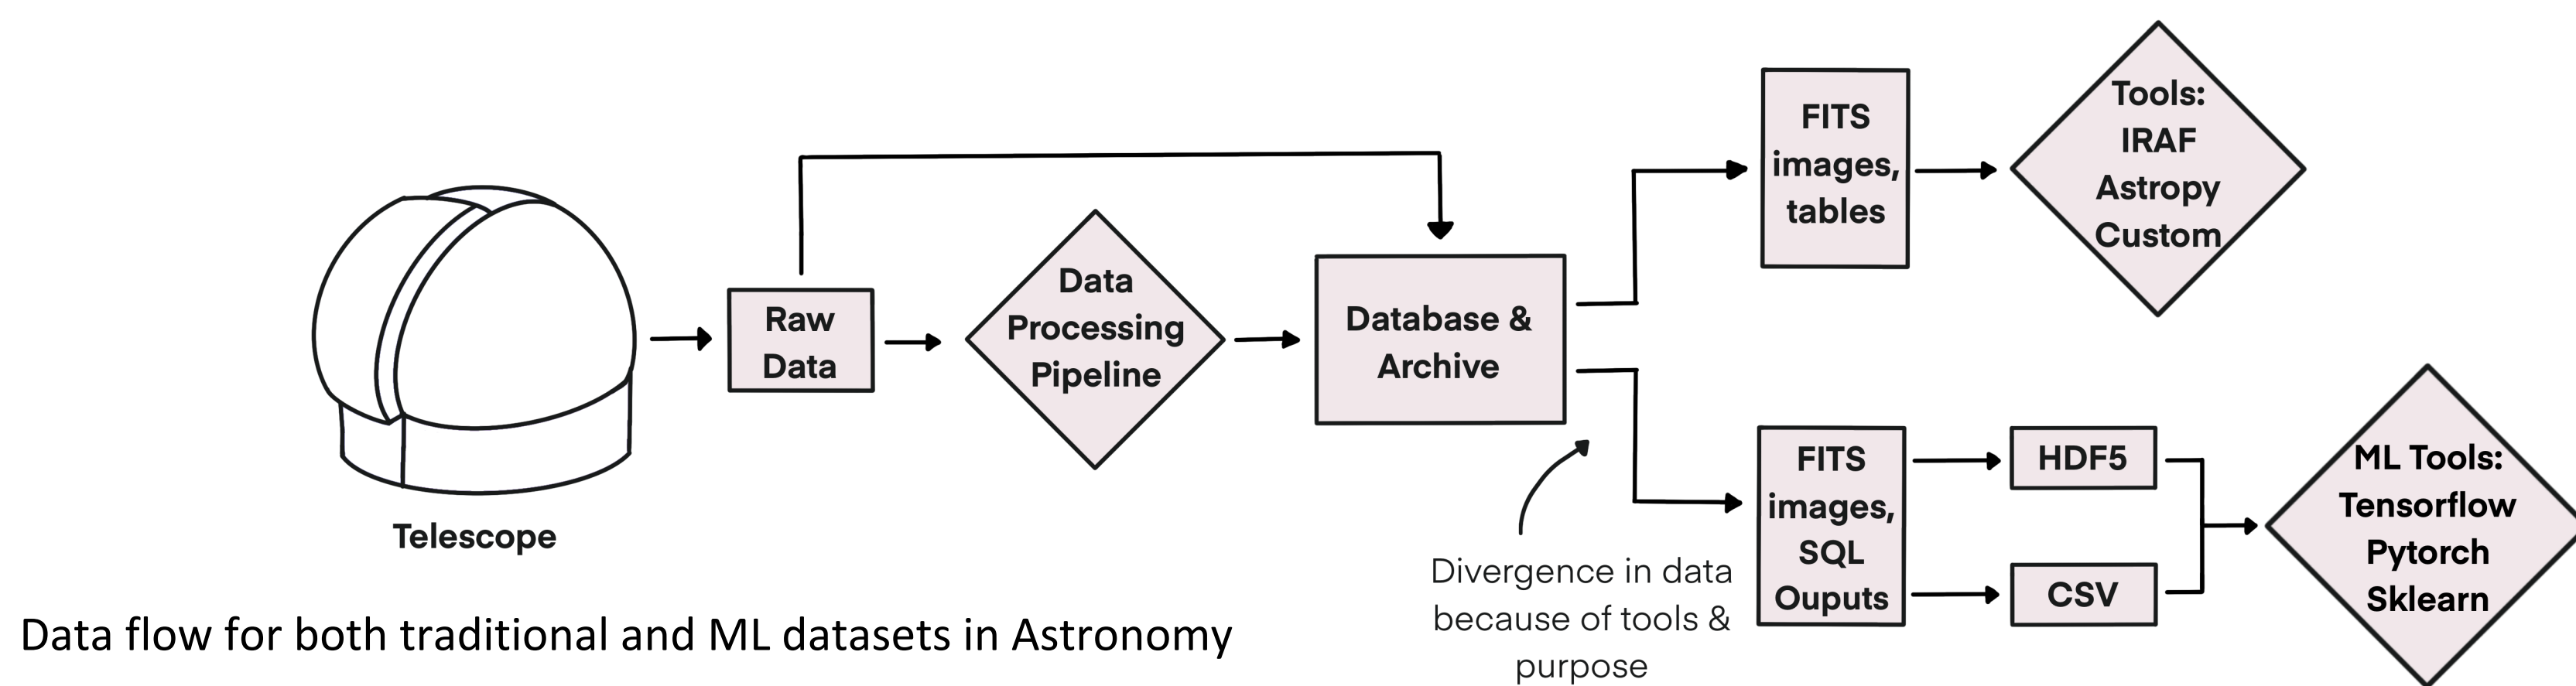 Telescope
Raw
Data
Data
Processing
Pipeline
Database &
Archive
FITS
images,
tables
Tools:
IRAF
Astropy
Custom
FITS
images,
SQL
Ouputs
HDF5
CSV
ML Tools:
Tensorflow
Pytorch
Sklearn
Divergence in data
because of tools &
purpose
Data flow for both traditional and ML datasets in Astronomy